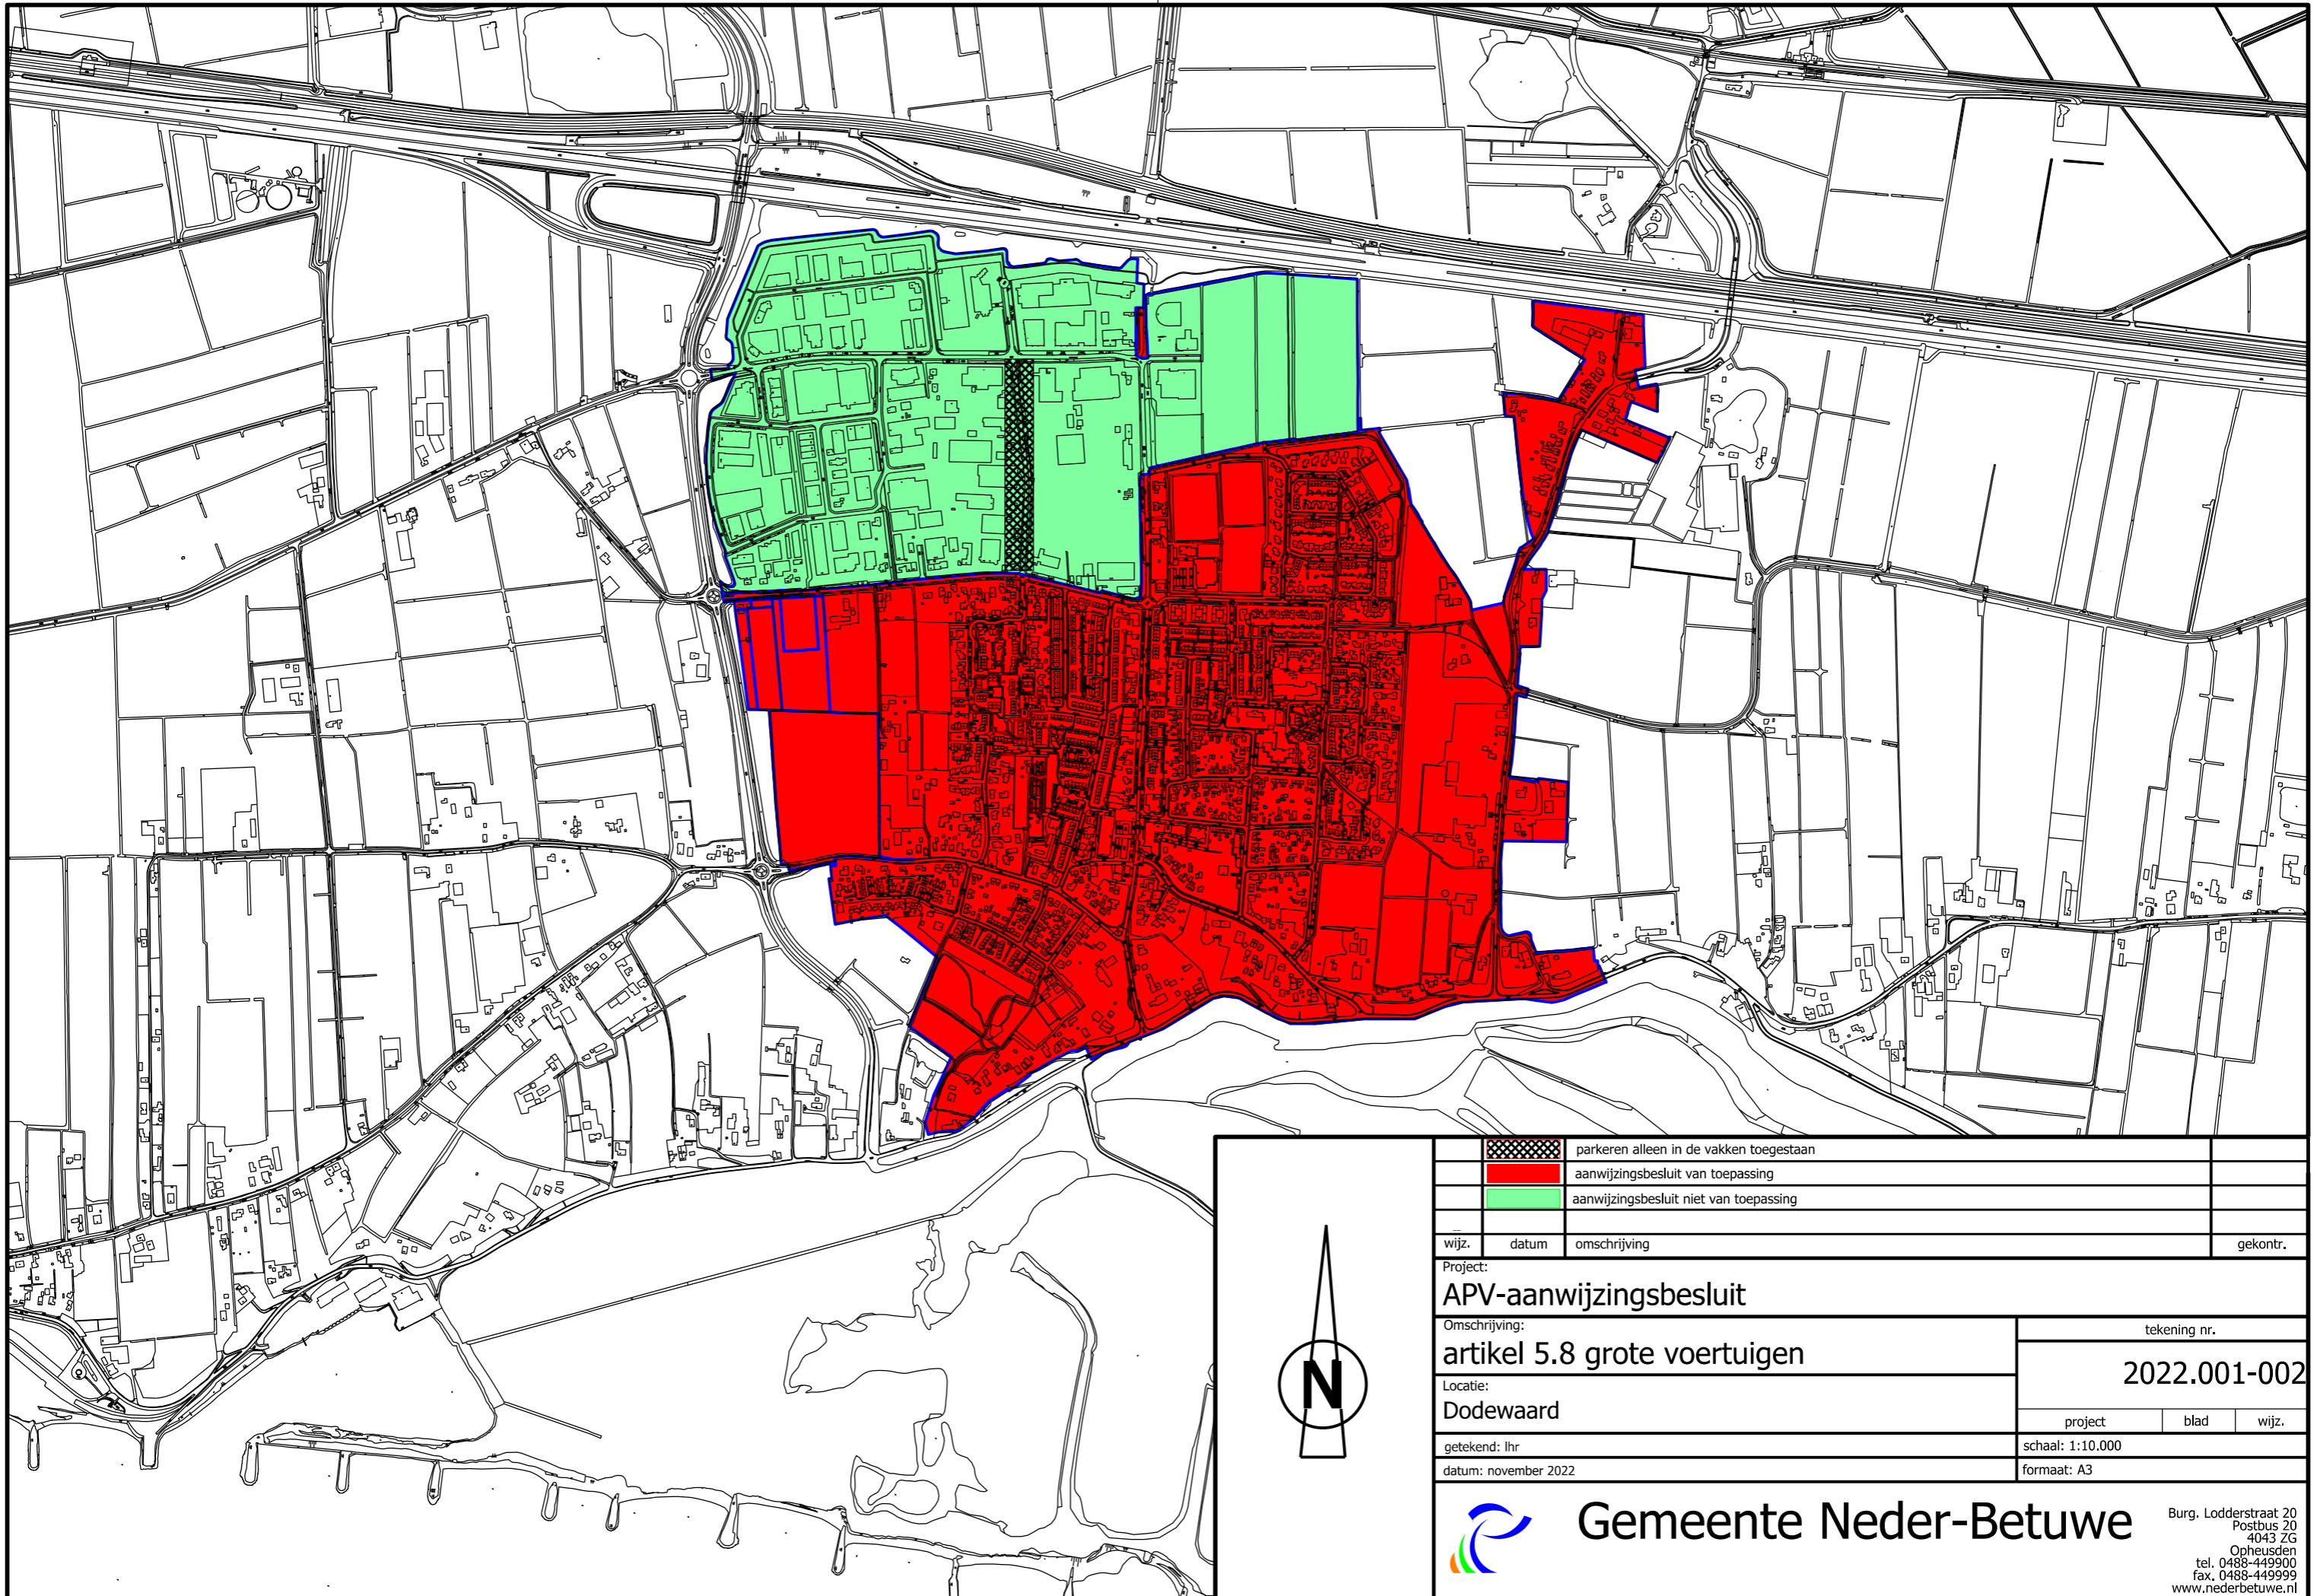 parkeren alleen in de vakken toegestaan
aanwijzingsbesluit van toepassing
aanwijzingsbesluit niet van toepassing
wijz. datum omschrijving gekontr.
Project:
APV-aanwijzingsbesluit
Omschrijving:
artikel 5.8 grote voertuigen
tekening nr.
2022.001-002
Locatie:
Dodewaard
project blad wijz.
getekend: lhr
schaal: 1:10.000
datum: november 2022
formaat: A3
N
Gemeente Neder-Betuwe
Burg. Lodderstraat 20
Postbus 20
4043 ZG
Opheusden
tel. 0488-449900
fax. 0488-449999
www.nederbetuwe.nl